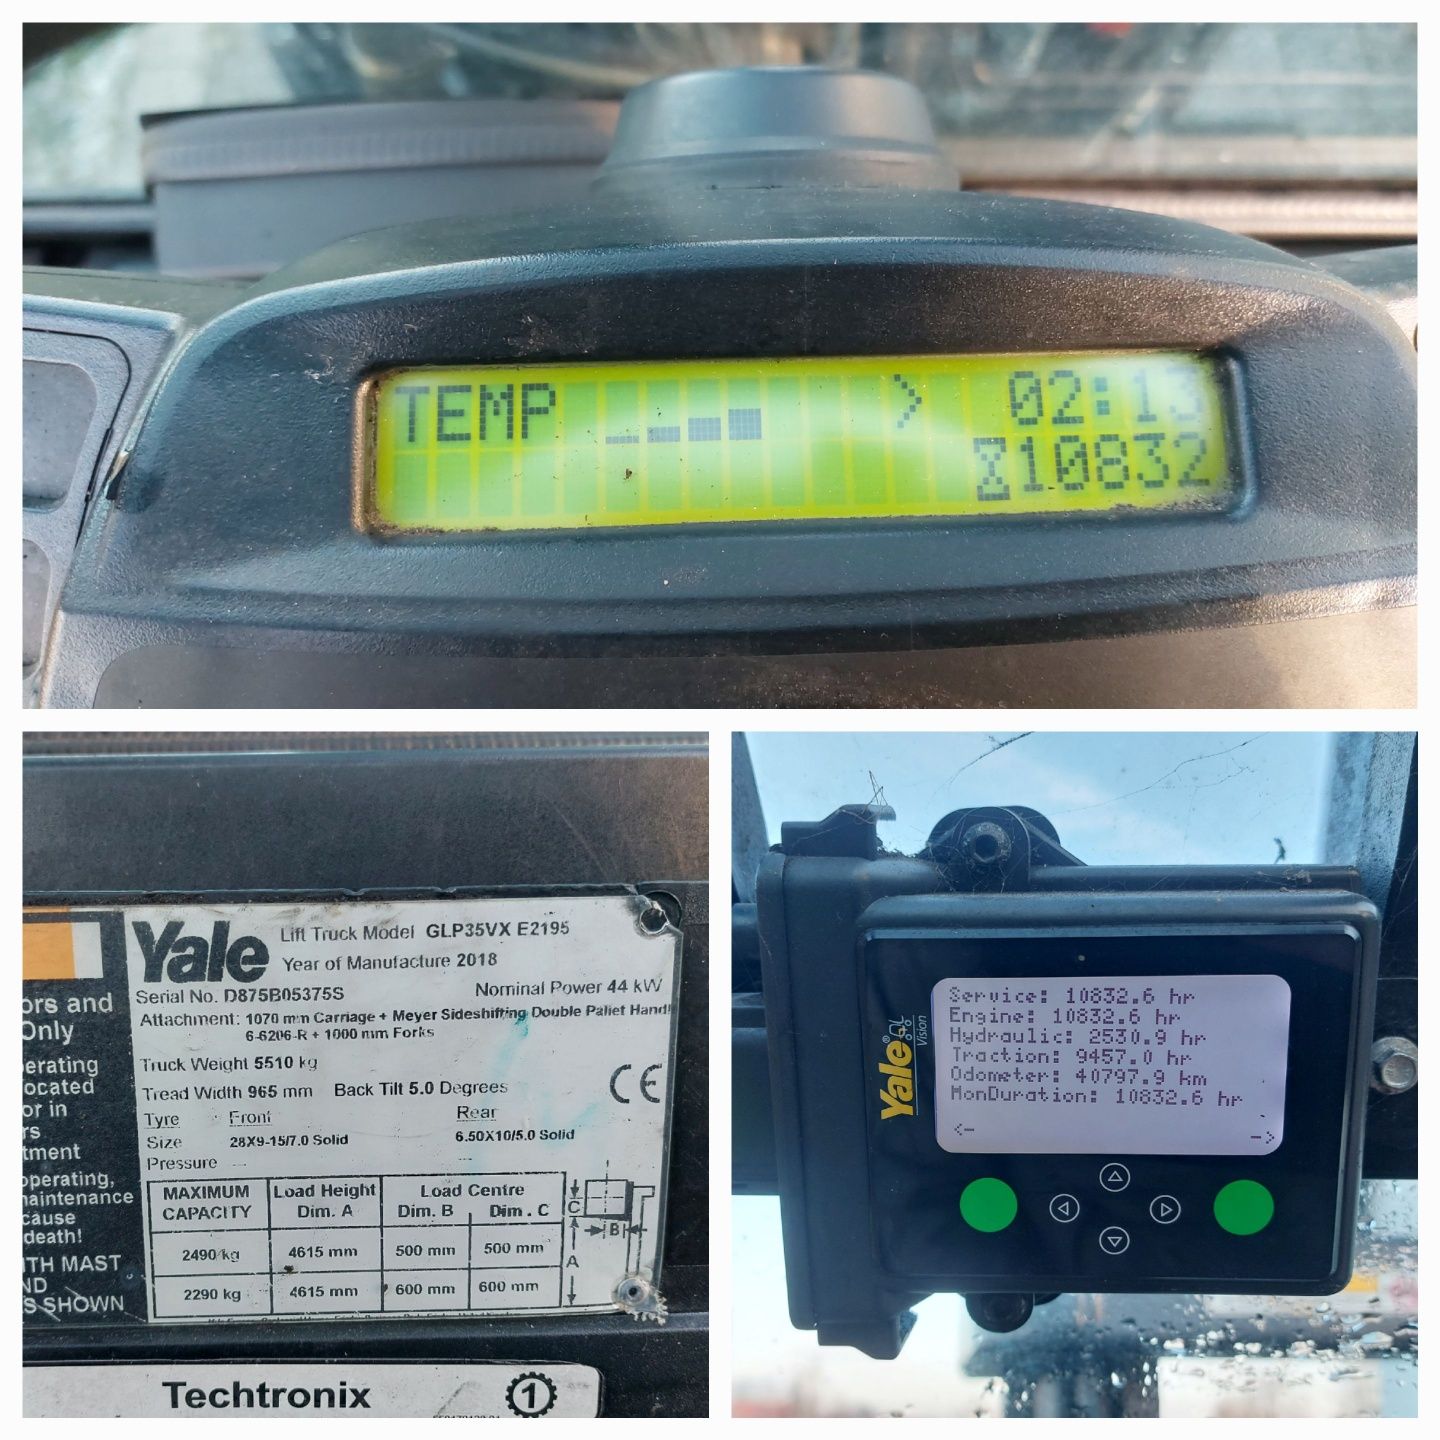 TEMP > 02:13
10832
Yale
Lift Truck Model GLP35VX E2195
Year of Manufacture 2018
Serial No. D875B05375S
Nominal Power 44 kW
Attachment: 1070 mm Carriage + Meyer Sideshifting Double Pallet Handl
6-6206-R + 1000 mm Forks
Truck Weight 5510 kg
Tread Width 965 mm Back Tilt 5.0 Degrees
CE
Tyre Front Rear
Size 28X9-15/7.0 Solid 6.50X10/5.0 Solid
Pressure --- ---
MAXIMUM CAPACITY Load Height Dim. A Load Centre Dim. B Dim. C
2490 kg 4615 mm 500 mm 500 mm
2290 kg 4615 mm 600 mm 600 mm
C
B
A
ors and
Only
erating
ocated
or in
rs
tment
operating,
naintenance
cause
death!
ITH MAST
ND
S SHOWN
Techtronix 1
Yale® Vision
Service: 10832.6 hr
Engine: 10832.6 hr
Hydraulic: 2530.9 hr
Traction: 9457.0 hr
Odometer: 40797.9 km
MonDuration: 10832.6 hr
<- ->